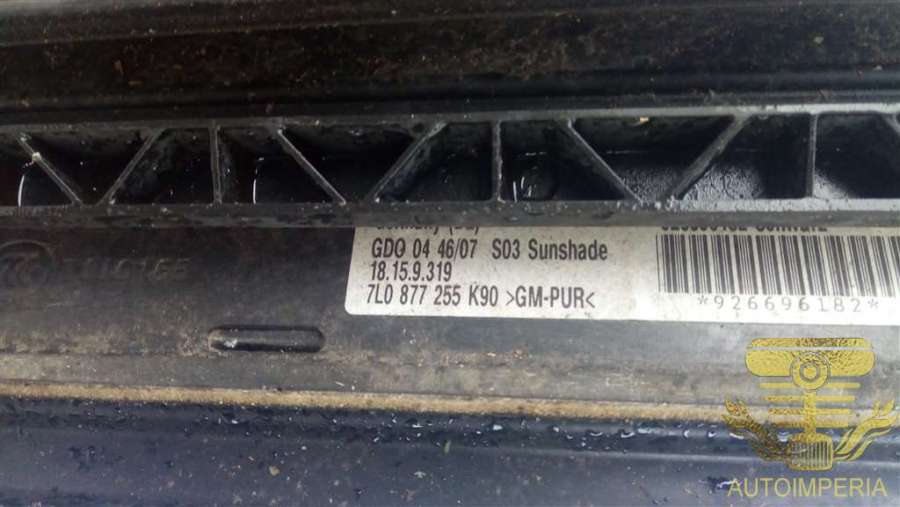 GDO 04 46/07 S03 Sunshade
18.15.9.319
7L0 877 255 K90 >GM-PUR<
*926696182*
AUTOIMPERIA